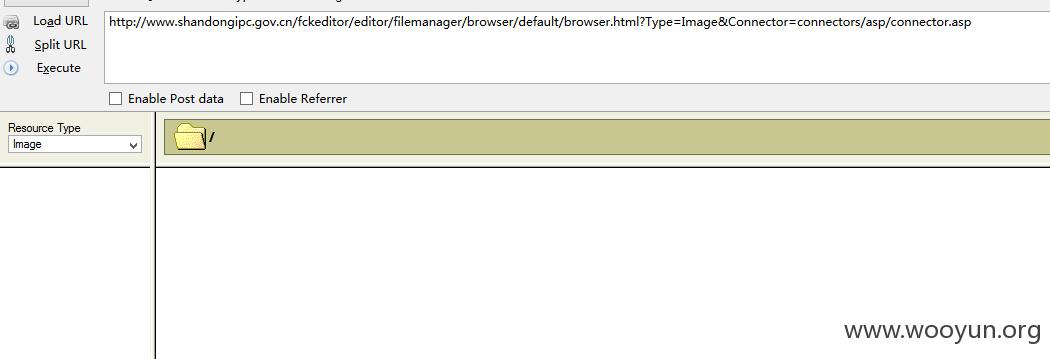 http://www.shandongipc.gov.cn/fckeditor/editor/filemanager/browser/default/browser.html?Type=Image&Connector=connectors/asp/connector.asp
Load URL
Split URL
Execute
Enable Post data Enable Referrer
Resource Type
Image
/
www.wooyun.org